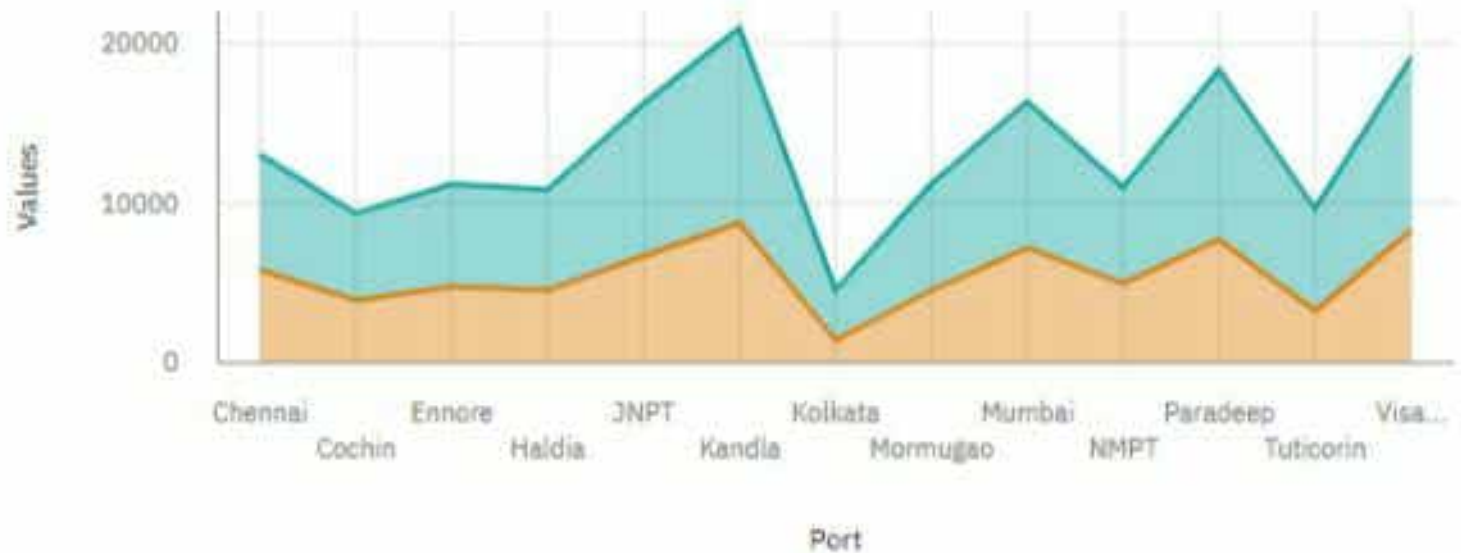 20000
10000
0
Values
Chennai Ennore JNPT Kolkata Mumbai Paradeep Visa...
Cochin Haldia Kandla Mormugao NMPT Tuticorin
Port